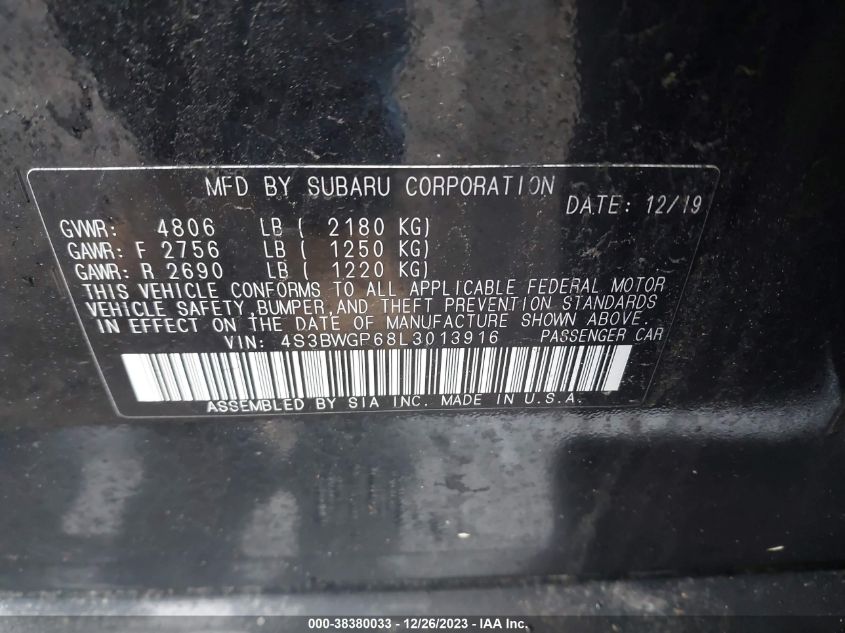 MFD BY SUBARU CORPORATION
DATE: 12/19
GVWR: 4806 LB ( 2180 KG)
GAWR: F 2756 LB ( 1250 KG)
GAWR: R 2690 LB ( 1220 KG)
THIS VEHICLE CONFORMS TO ALL APPLICABLE FEDERAL MOTOR
VEHICLE SAFETY,BUMPER,AND THEFT PREVENTION STANDARDS
IN EFFECT ON THE DATE OF MANUFACTURE SHOWN ABOVE.
VIN: 4S3BWGP68L3013916 PASSENGER CAR
ASSEMBLED BY SIA INC. MADE IN U.S.A.
000-38380033 - 12/26/2023 - IAA Inc.